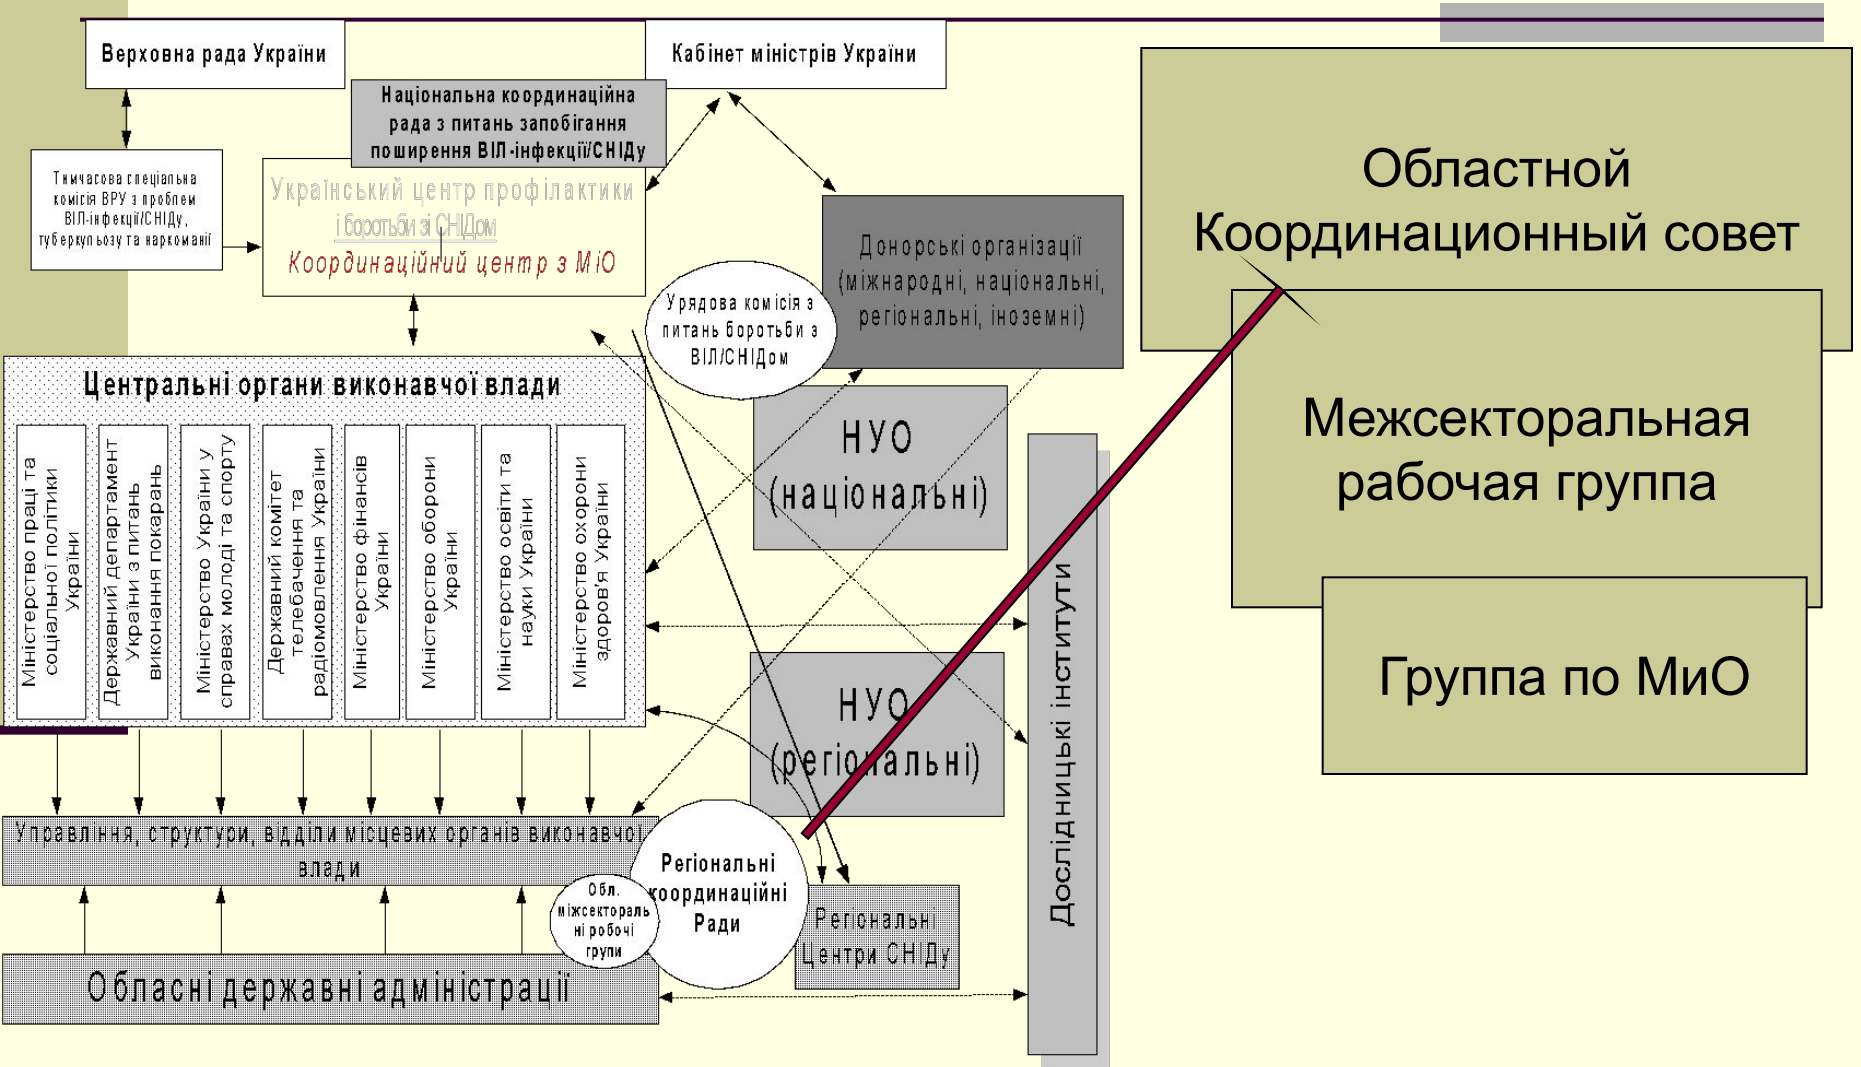 Верховна рада України
Кабінет міністрів України
Національна координаційна
рада з питань запобігання
поширення ВІЛ-інфекції/СНІДу
Тимчасова спеціальна
комісія ВРУ з проблем
ВІЛ-інфекції/СНІДу,
туберкульозу та наркоманії
Український центр профілактики
і боротьби зі СНІДом
Координаційний центр з МіО
Донорські організації
(міжнародні, національні,
регіональні, іноземні)
Урядова комісія з
питань боротьби з
ВІЛ/СНІДом
Центральні органи виконавчої влади
Міністерство праці та
соціальної політики
України
Державний департамент
України з питань
виконання покарань
Міністерство України у
справах молоді та спорту
Державний комітет
телебачення та
радіомовлення України
Міністерство фінансів
України
Міністерство оборони
України
Міністерство освіти та
науки України
Міністерство охорони
здоров'я України
НУО
(національні)
НУО
(регіональні)
Дослідницькі інститути
Управління, структури, відділи місцевих органів виконавчої
влади
Регіональні
координаційні
Ради
Обл.
міжсектораль
ні робочі
групи
Регіональні
Центри СНІДу
Обласні державні адміністрації
Областной
Координационный совет
Межсекторальная
рабочая группа
Группа по МиО